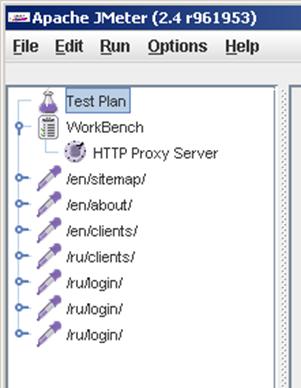 Apache JMeter (2.4 r961953)
File Edit Run Options Help
Test Plan
WorkBench
HTTP Proxy Server
/en/sitemap/
/en/about/
/en/clients/
/ru/clients/
/ru/login/
/ru/login/
/ru/login/